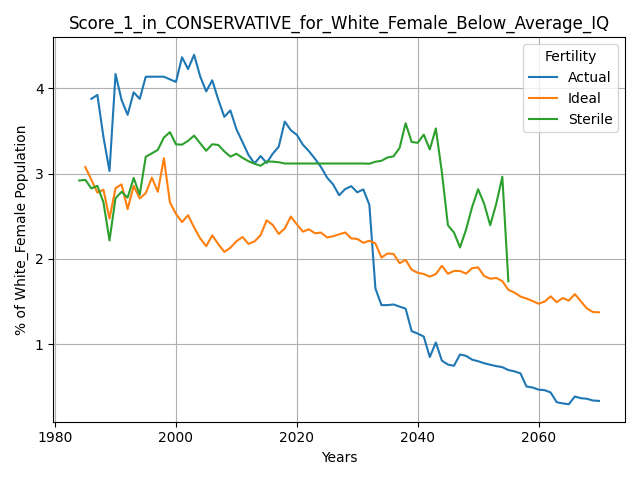 Score_1_in_CONSERVATIVE_for_White_Female_Below_Average_IQ
Fertility
Actual
Ideal
Sterile
% of White_Female Population
4
3
2
1
1980 2000 2020 2040 2060
Years